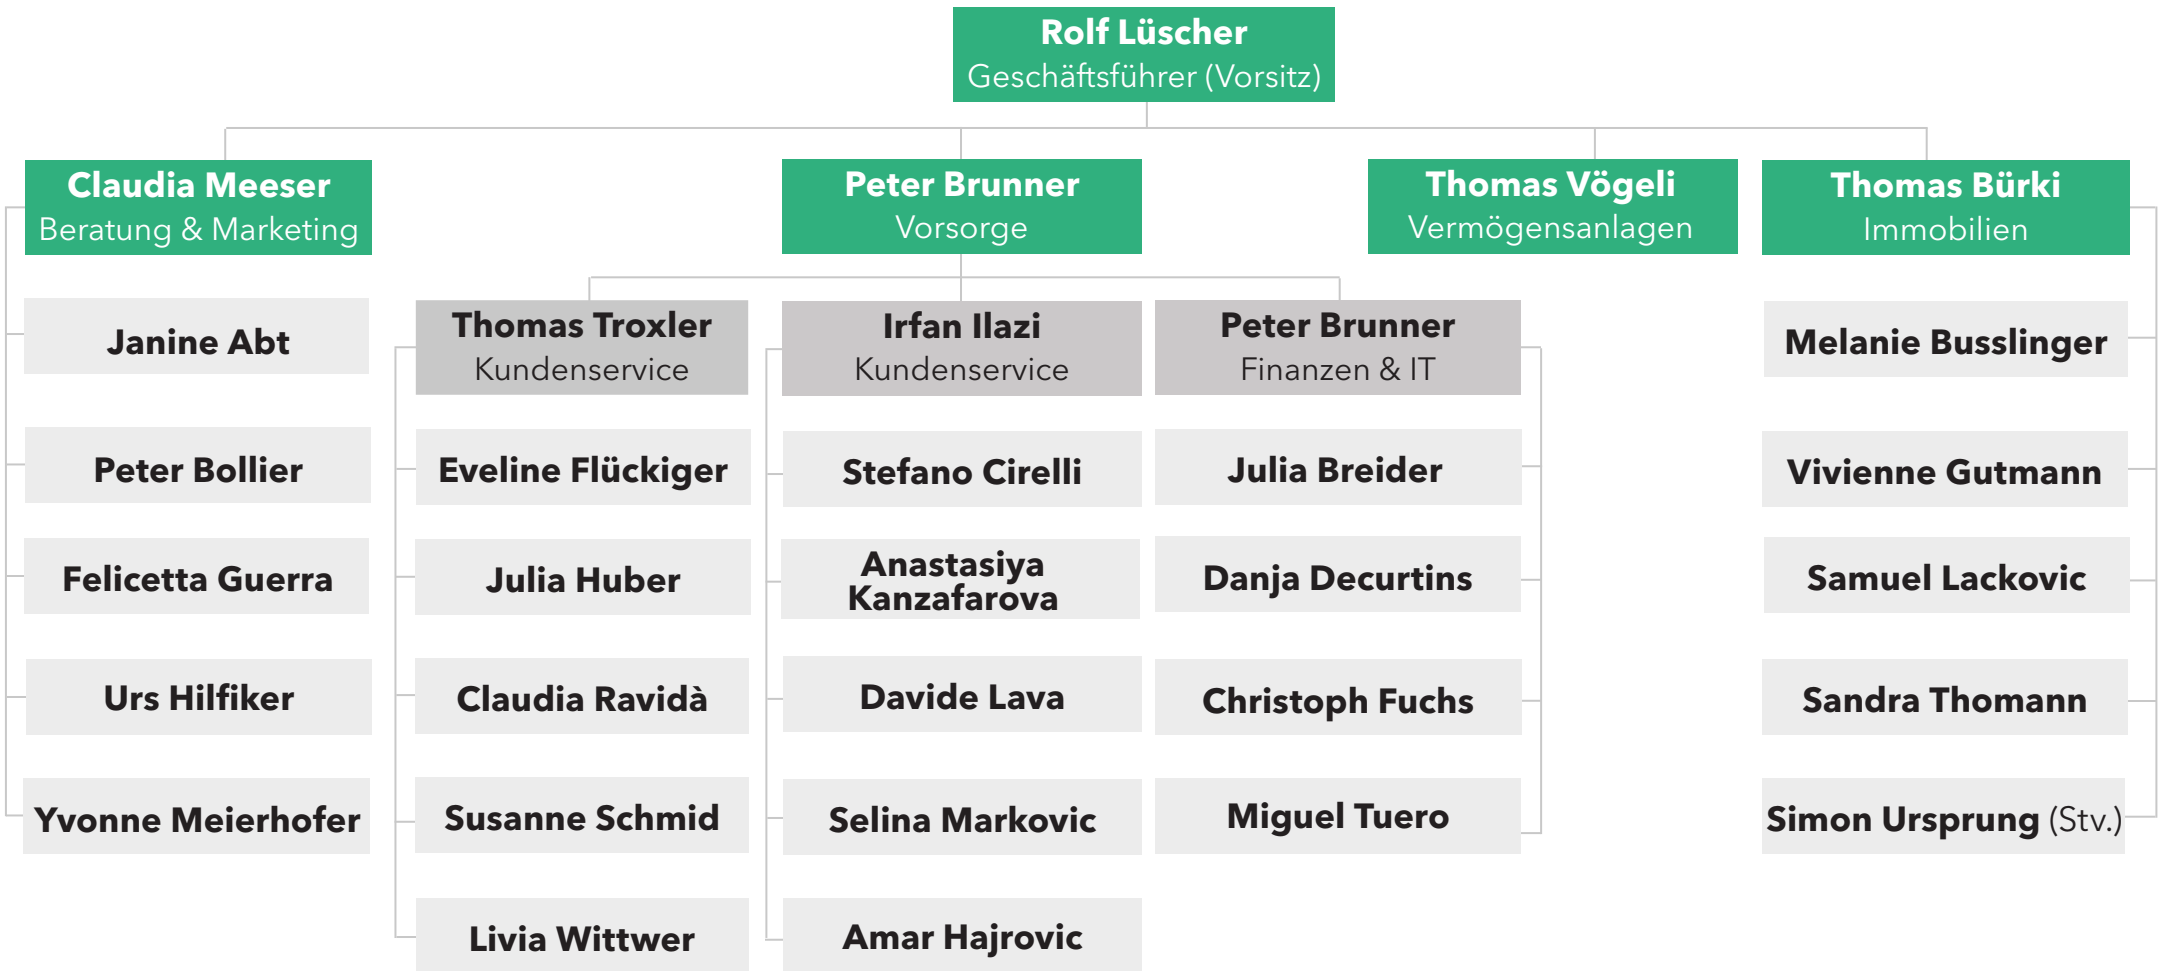 Rolf Lüscher
Geschäftsführer (Vorsitz)
Claudia Meeser
Beratung & Marketing
Peter Brunner
Vorsorge
Thomas Vögeli
Vermögensanlagen
Thomas Bürki
Immobilien
Janine Abt
Peter Bollier
Felicetta Guerra
Urs Hilfiker
Yvonne Meierhofer
Thomas Troxler
Kundenservice
Eveline Flückiger
Julia Huber
Claudia Ravidà
Susanne Schmid
Livia Wittwer
Irfan Ilazi
Kundenservice
Stefano Cirelli
Anastasiya
Kanzafarova
Davide Lava
Selina Markovic
Amar Hajrovic
Peter Brunner
Finanzen & IT
Julia Breider
Danja Decurtins
Christoph Fuchs
Miguel Tuero
Melanie Busslinger
Vivienne Gutmann
Samuel Lackovic
Sandra Thomann
Simon Ursprung (Stv.)